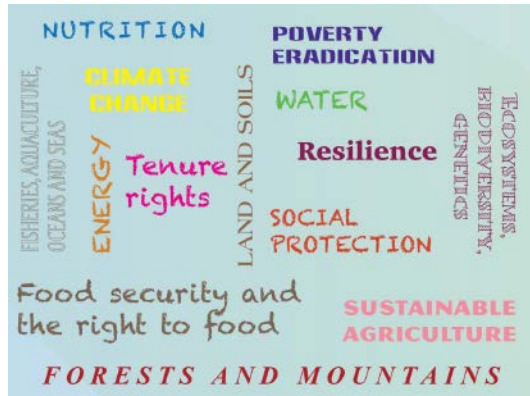 NUTRITION
POVERTY
ERADICATION
CLIMATE
CHANGE
WATER
FISHERIES, AQUACULTURE,
OCEANS AND SEAS
ENERGY
Tenure
rights
LAND AND SOILS
Resilience
ECOSYSTEMS,
BIODIVERSITY,
GENETICS
SOCIAL
PROTECTION
Food security and
the right to food
SUSTAINABLE
AGRICULTURE
FORESTS AND MOUNTAINS